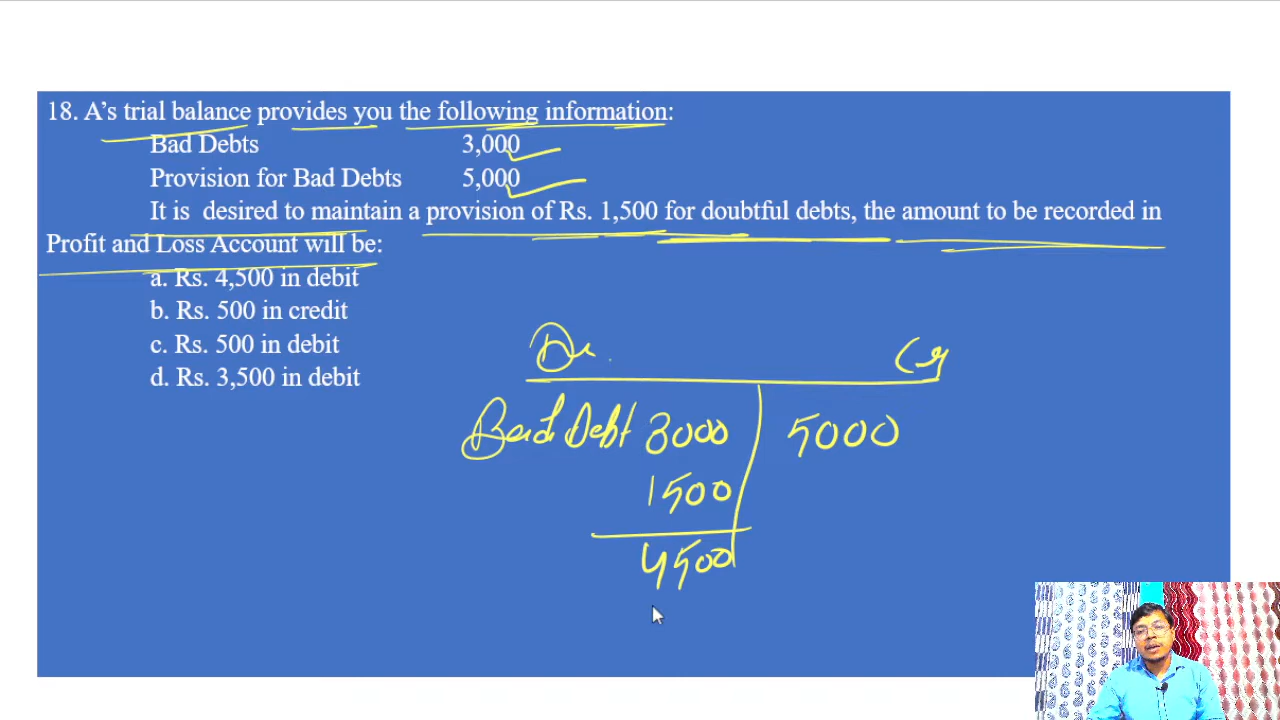 18. A's trial balance provides you the following information:
Bad Debts 3,000
Provision for Bad Debts 5,000
It is desired to maintain a provision of Rs. 1,500 for doubtful debts, the amount to be recorded in
Profit and Loss Account will be:
a. Rs. 4,500 in debit
b. Rs. 500 in credit
c. Rs. 500 in debit
d. Rs. 3,500 in debit
Dr. Cr
Bad Debt 3000 5000
1500
4500